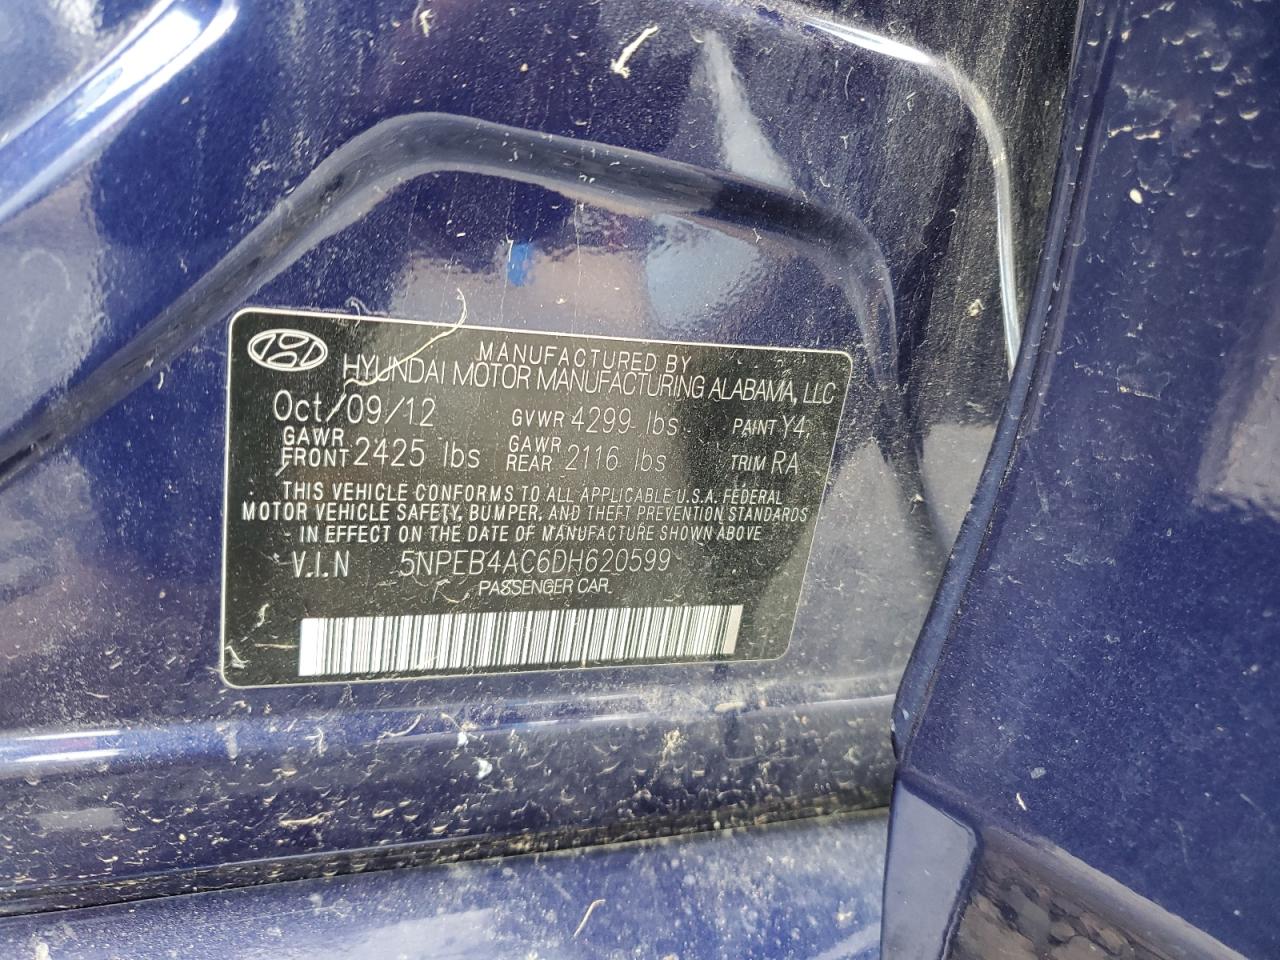 MANUFACTURED BY
HYUNDAI MOTOR MANUFACTURING ALABAMA, LLC
Oct/09/12 GVWR 4299 lbs PAINT Y4,
GAWR FRONT 2425 lbs GAWR REAR 2116 lbs TRIM RA
THIS VEHICLE CONFORMS TO ALL APPLICABLE U.S.A. FEDERAL
MOTOR VEHICLE SAFETY, BUMPER, AND THEFT PREVENTION STANDARDS
IN EFFECT ON THE DATE OF MANUFACTURE SHOWN ABOVE
V.I.N 5NPEB4AC6DH620599
PASSENGER CAR